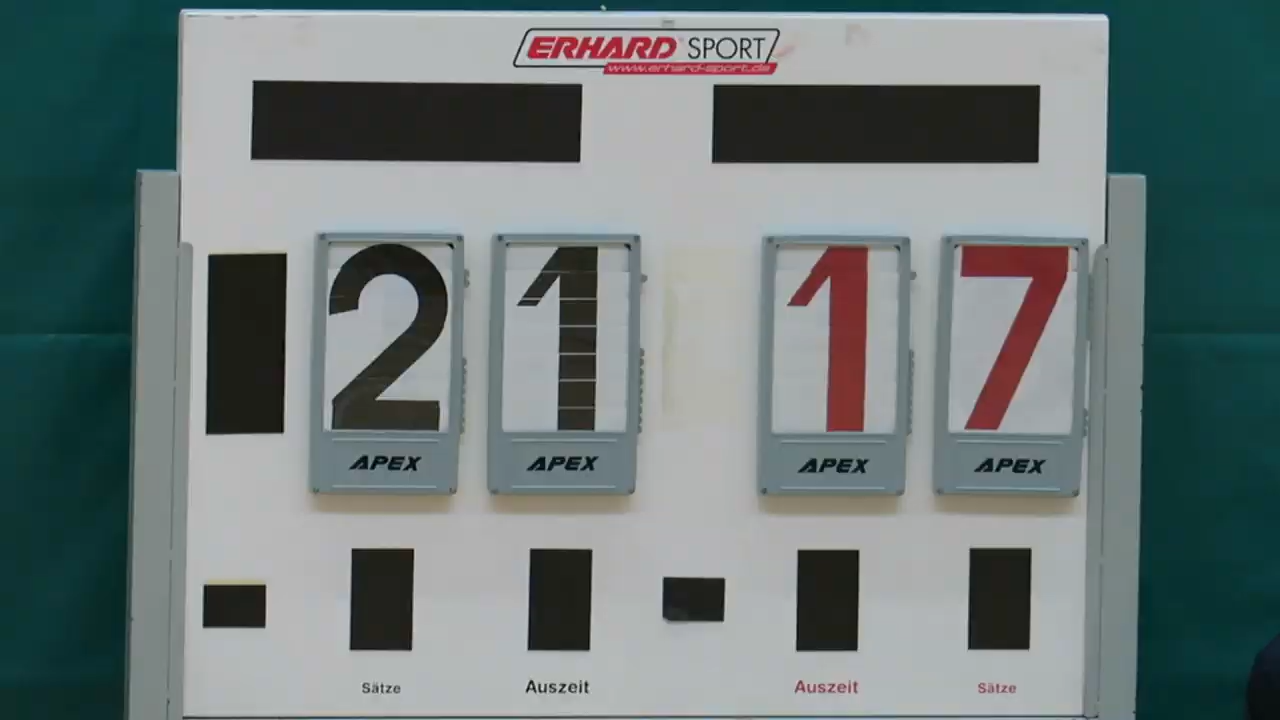 ERHARD SPORT
www.erhard-sport.de
21 17
APEX APEX APEX APEX
Sätze Auszeit Auszeit Sätze